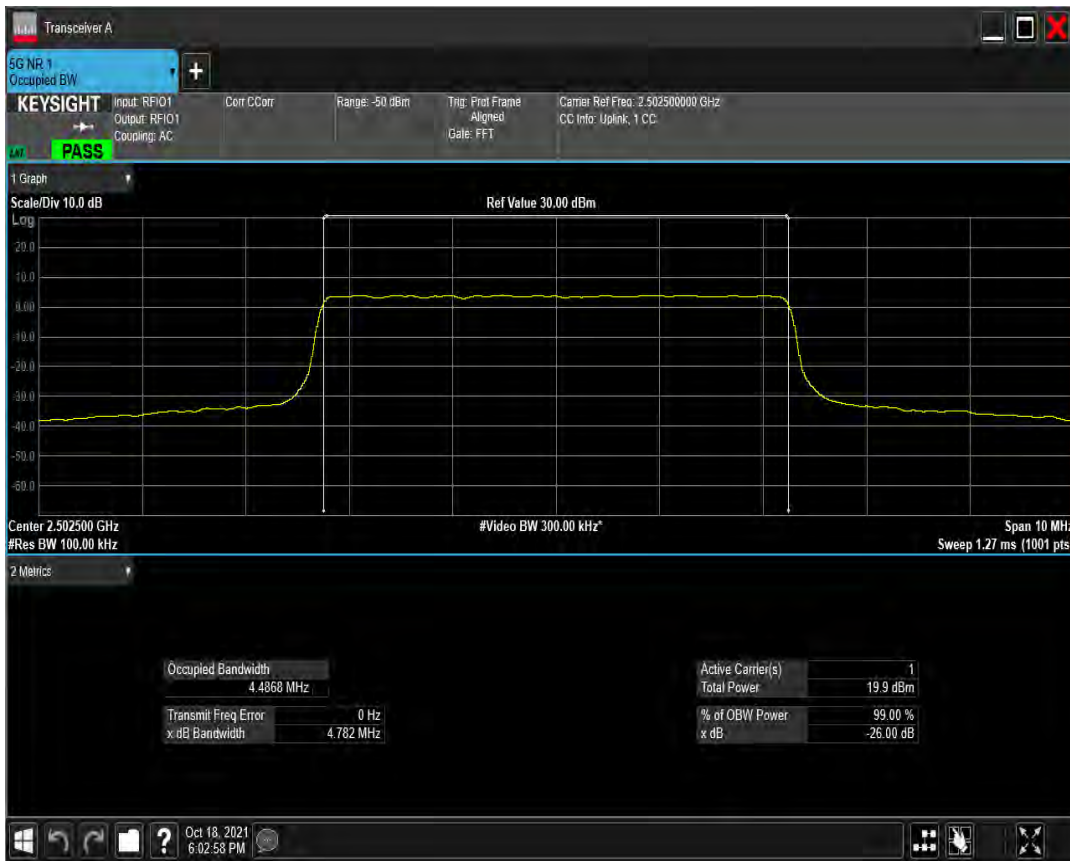 Transceiver A
5G NR 1
Occupied BW
+
KEYSIGHT
Input: RFIO1
Output: RFIO1
Coupling: AC
Corr CCorr
Range: -50 dBm
Trig: Prot Frame
Aligned
Gate: FFT
Carrier Ref Freq: 2.502500000 GHz
CC Info: Uplink, 1 CC
PASS
1 Graph
Scale/Div 10.0 dB
Ref Value 30.00 dBm
Log
20.0
10.0
0.00
-10.0
-20.0
-30.0
-40.0
-50.0
-60.0
Center 2.502500 GHz
#Video BW 300.00 kHz*
Span 10 MHz
#Res BW 100.00 kHz
Sweep 1.27 ms (1001 pts
2 Metrics
Occupied Bandwidth
4.4868 MHz
Transmit Freq Error 0 Hz
x dB Bandwidth 4.782 MHz
Active Carrier(s) 1
Total Power 19.9 dBm
% of OBW Power 99.00 %
x dB -26.00 dB
?
Oct 18, 2021
6:02:58 PM